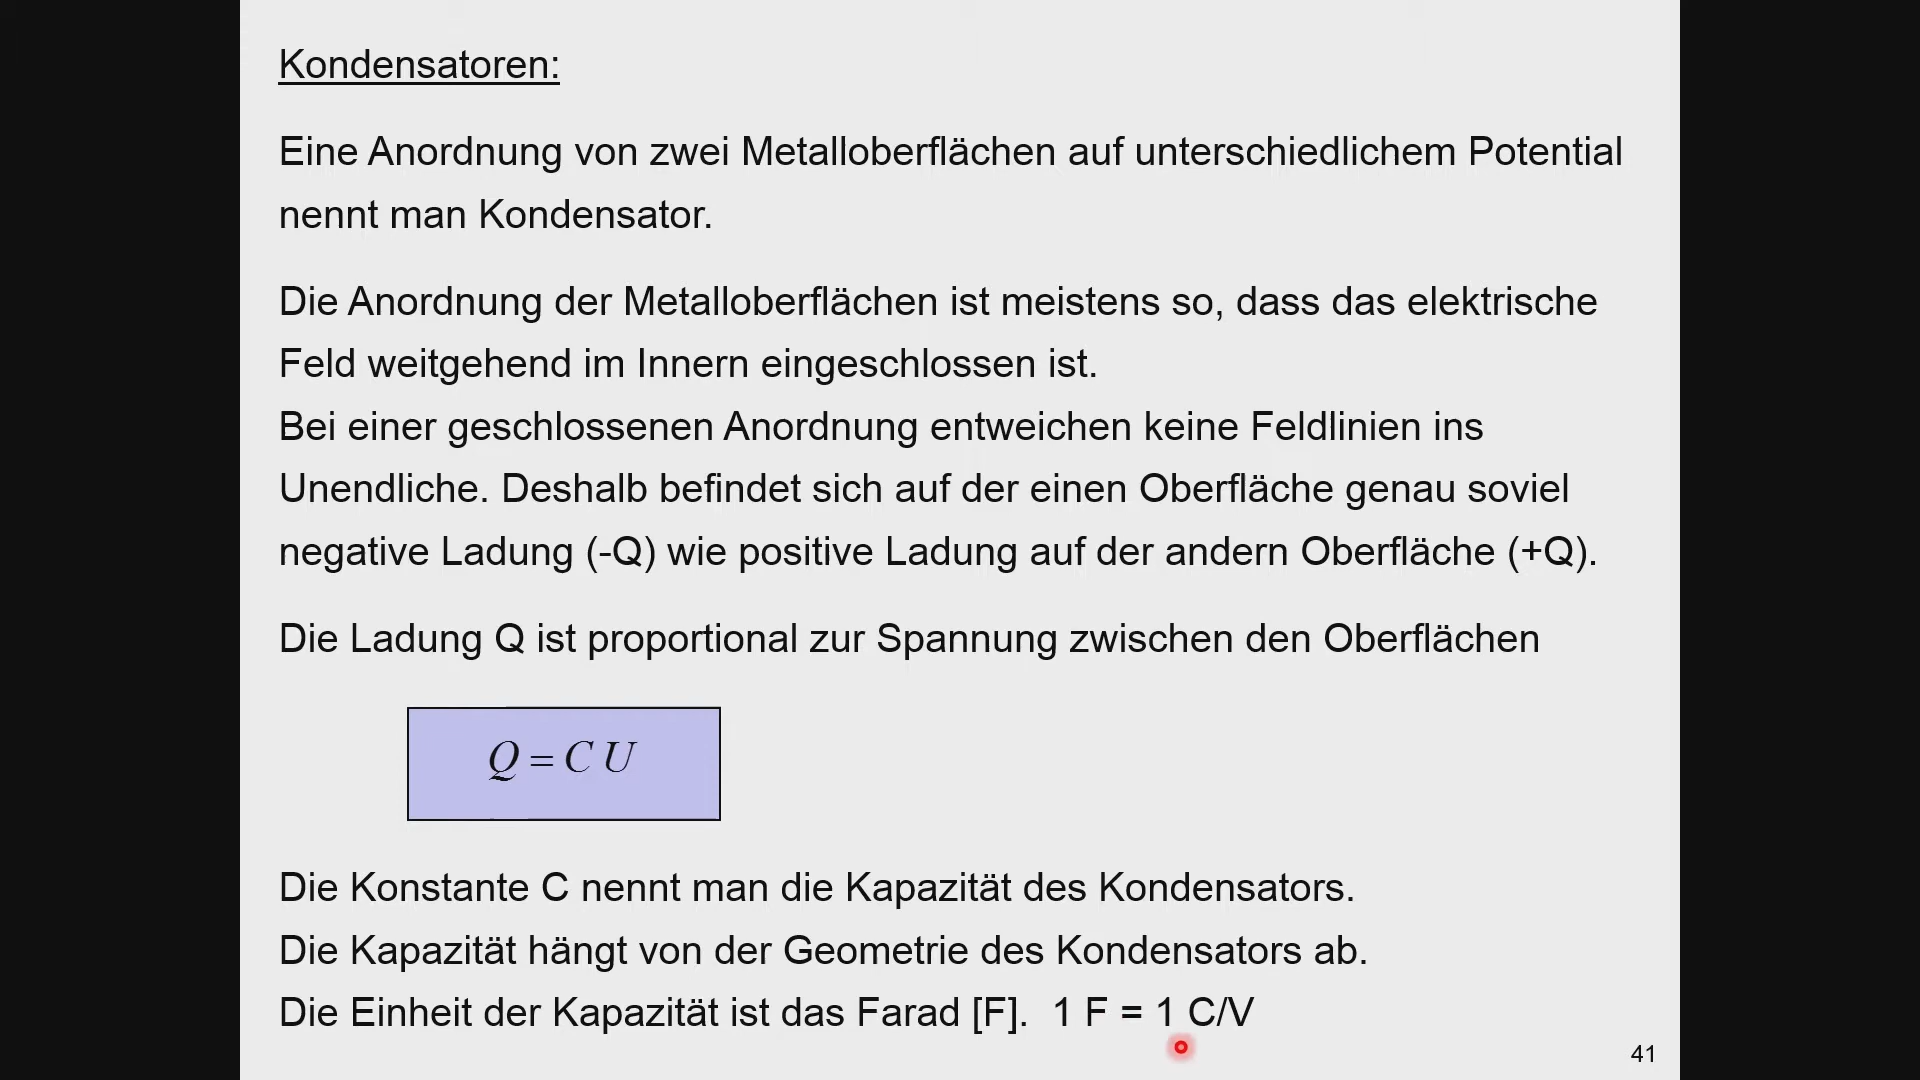 Kondensatoren:
Eine Anordnung von zwei Metalloberflächen auf unterschiedlichem Potential
nennt man Kondensator.
Die Anordnung der Metalloberflächen ist meistens so, dass das elektrische
Feld weitgehend im Innern eingeschlossen ist.
Bei einer geschlossenen Anordnung entweichen keine Feldlinien ins
Unendliche. Deshalb befindet sich auf der einen Oberfläche genau soviel
negative Ladung (-Q) wie positive Ladung auf der andern Oberfläche (+Q).
Die Ladung Q ist proportional zur Spannung zwischen den Oberflächen
Q = C U
Die Konstante C nennt man die Kapazität des Kondensators.
Die Kapazität hängt von der Geometrie des Kondensators ab.
Die Einheit der Kapazität ist das Farad [F].  1 F = 1 C/V
41